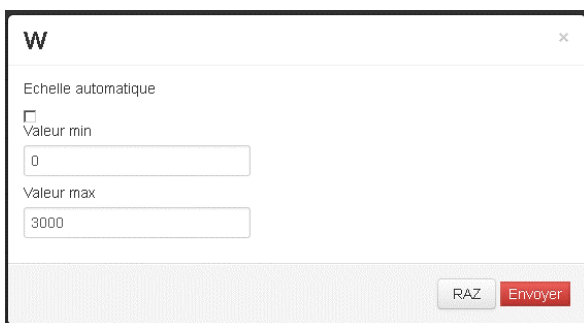 W ×
Echelle automatique
Valeur min
0
Valeur max
3000
RAZ Envoyer